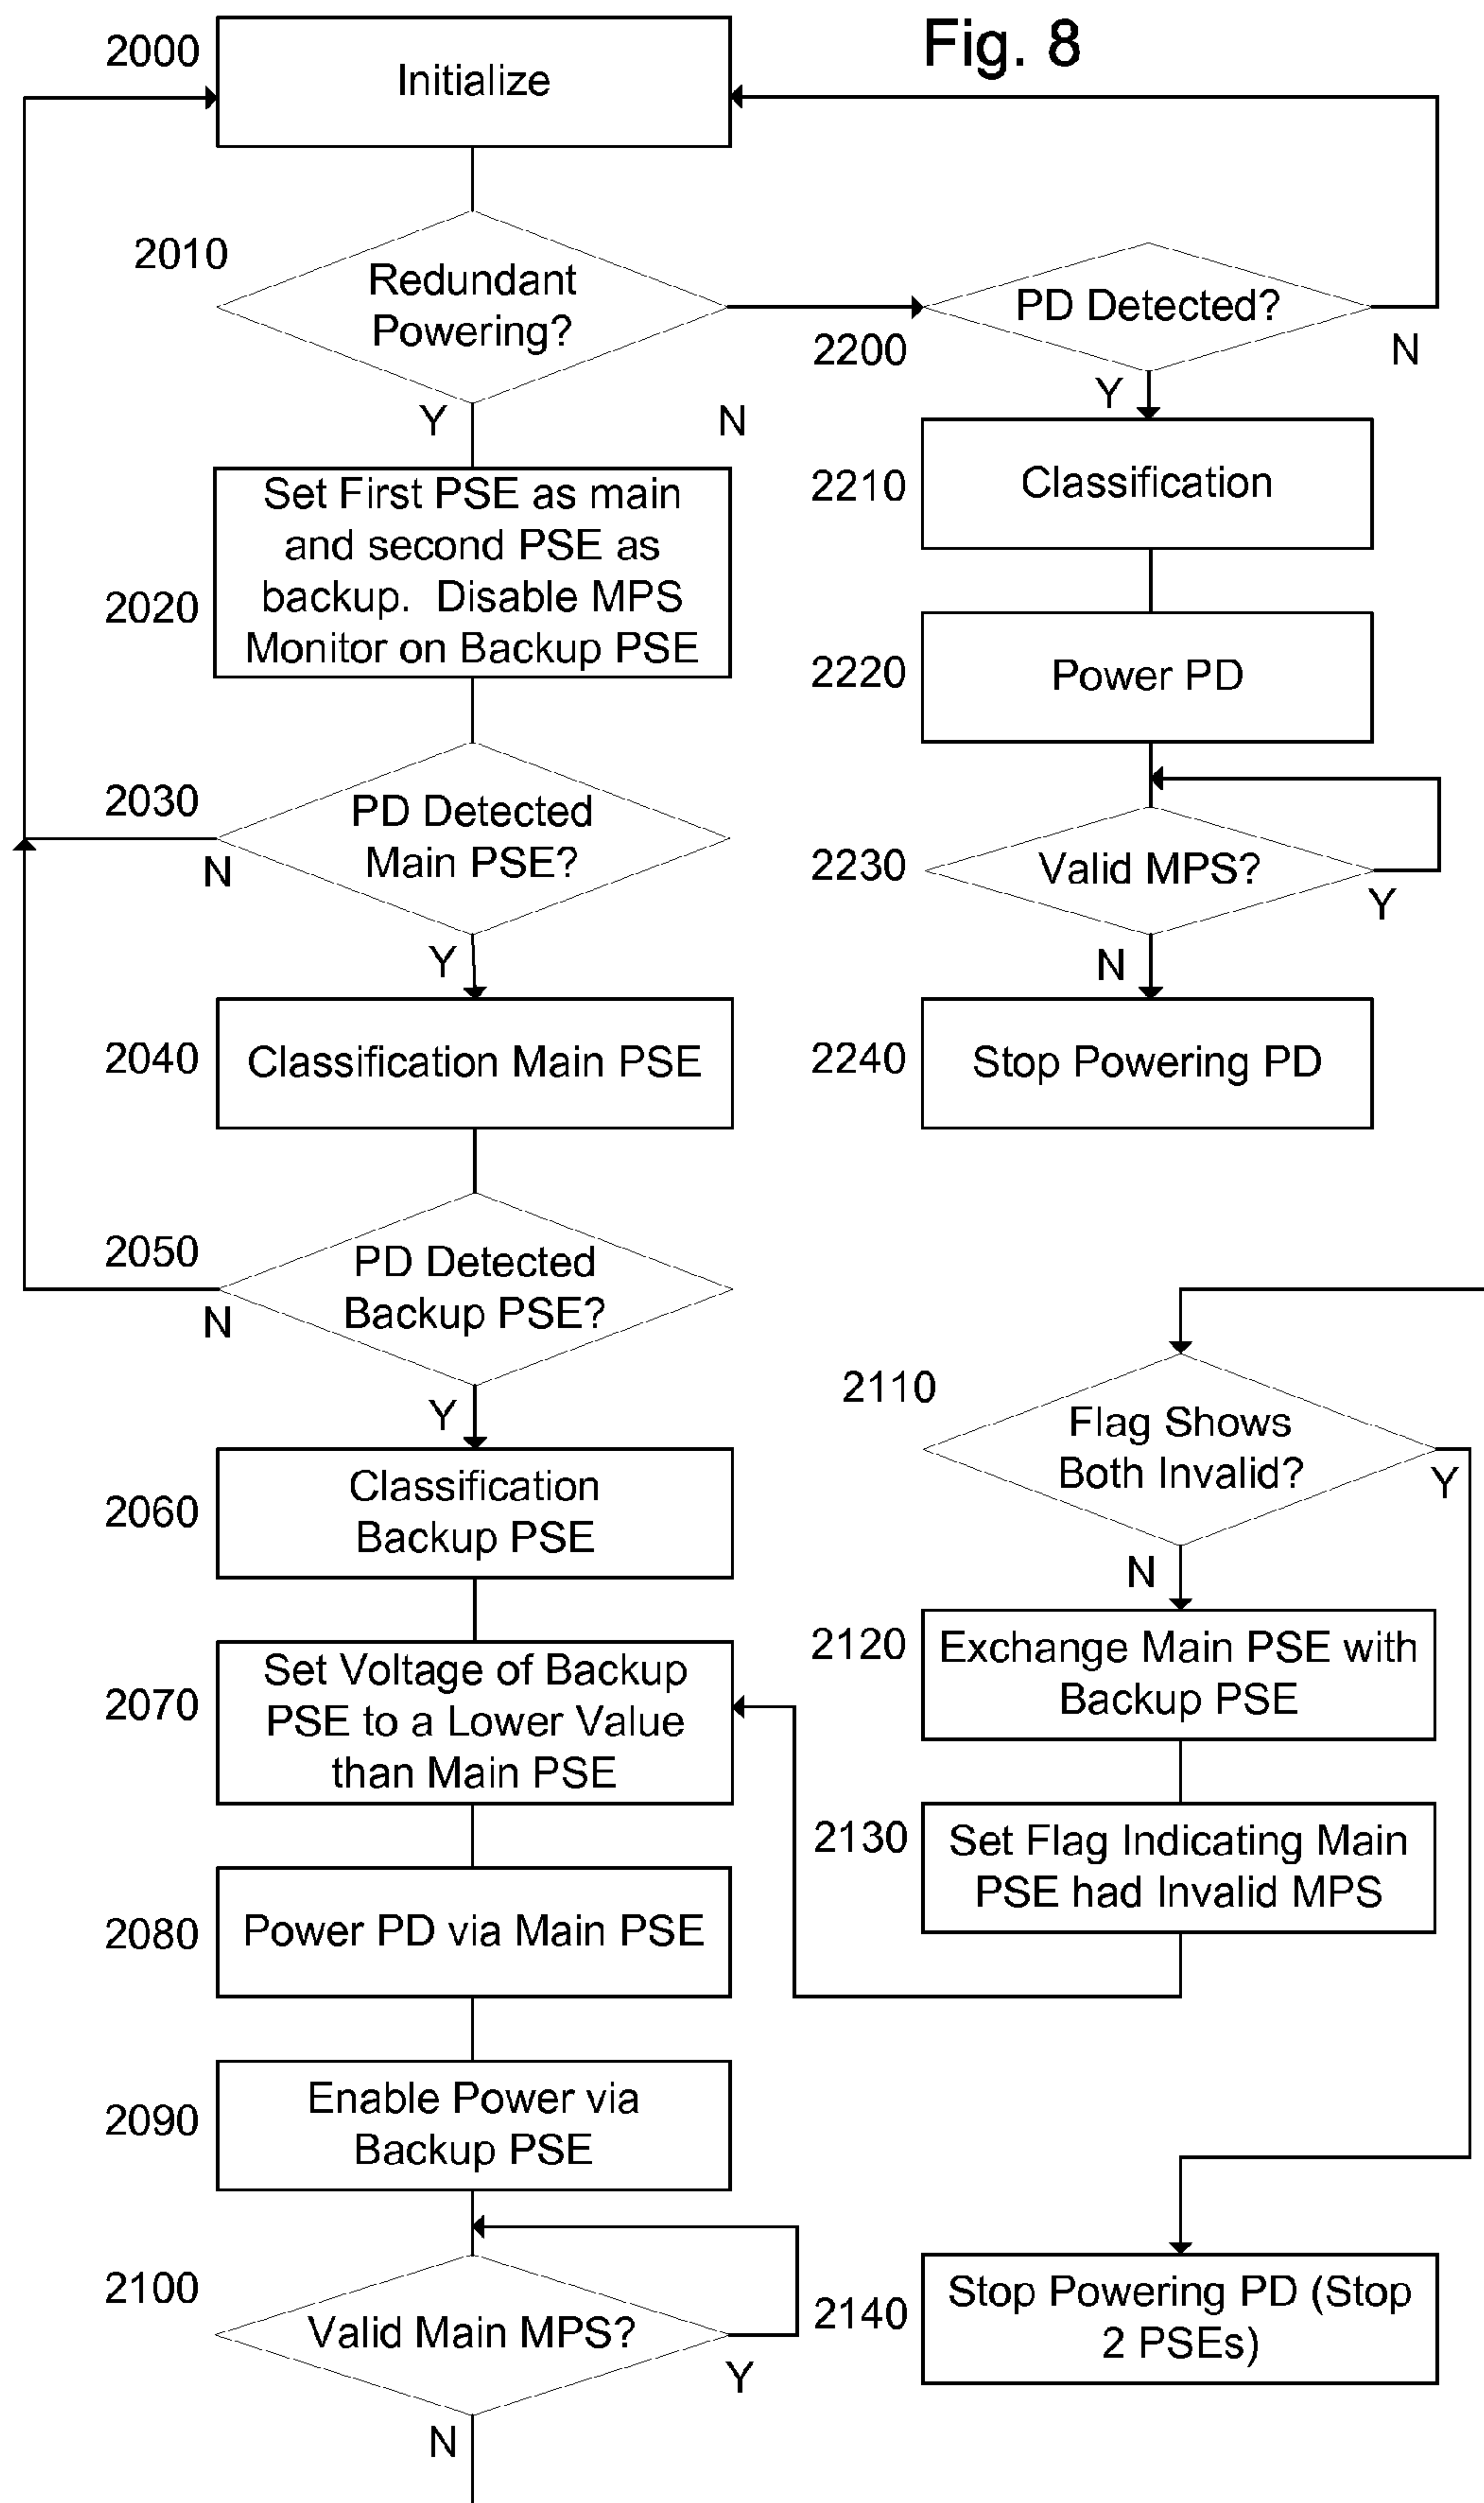 Fig. 8
2000
Initialize
2010
Redundant
Powering?
Y
N
2020
Set First PSE as main
and second PSE as
backup. Disable MPS
Monitor on Backup PSE
2030
PD Detected
Main PSE?
N
Y
2040
Classification Main PSE
2050
PD Detected
Backup PSE?
N
Y
2060
Classification
Backup PSE
2070
Set Voltage of Backup
PSE to a Lower Value
than Main PSE
2080
Power PD via Main PSE
2090
Enable Power via
Backup PSE
2100
Valid Main MPS?
Y
N
2200
PD Detected?
N
Y
2210
Classification
2220
Power PD
2230
Valid MPS?
Y
N
2240
Stop Powering PD
2110
Flag Shows
Both Invalid?
Y
N
2120
Exchange Main PSE with
Backup PSE
2130
Set Flag Indicating Main
PSE had Invalid MPS
2140
Stop Powering PD (Stop
2 PSEs)